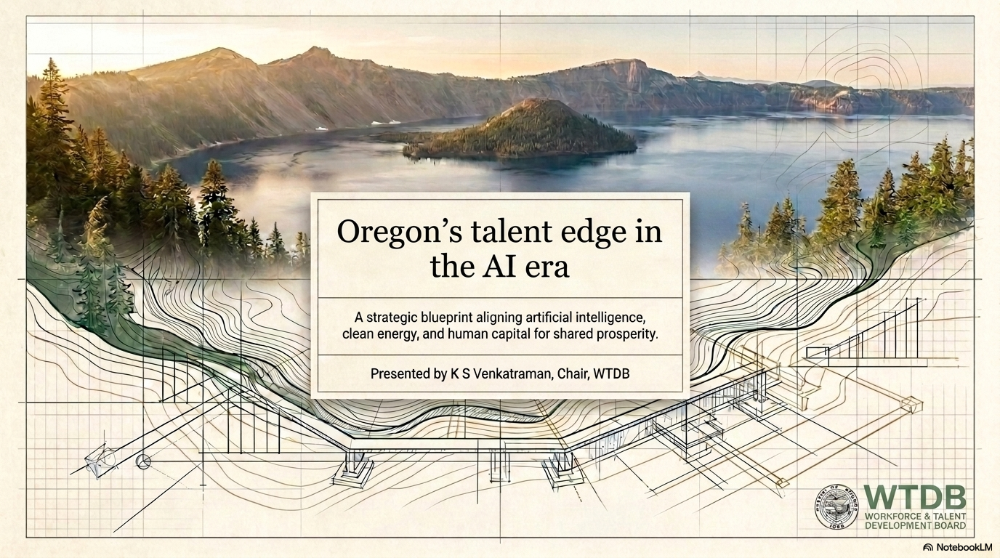 Oregon’s talent edge in
the AI era
A strategic blueprint aligning artificial intelligence,
clean energy, and human capital for shared prosperity.
Presented by K S Venkatraman, Chair, WTDB
WTDB
WORKFORCE & TALENT
DEVELOPMENT BOARD
NotebookLM